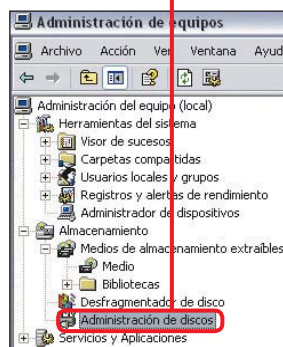 Administración de equipos
Archivo Acción Ver Ventana Ayud
Administración del equipo (local)
Herramientas del sistema
Visor de sucesos
Carpetas compartidas
Usuarios locales y grupos
Registros y alertas de rendimiento
Administrador de dispositivos
Almacenamiento
Medios de almacenamiento extraíbles
Medio
Bibliotecas
Desfragmentador de disco
Administración de discos
Servicios y Aplicaciones